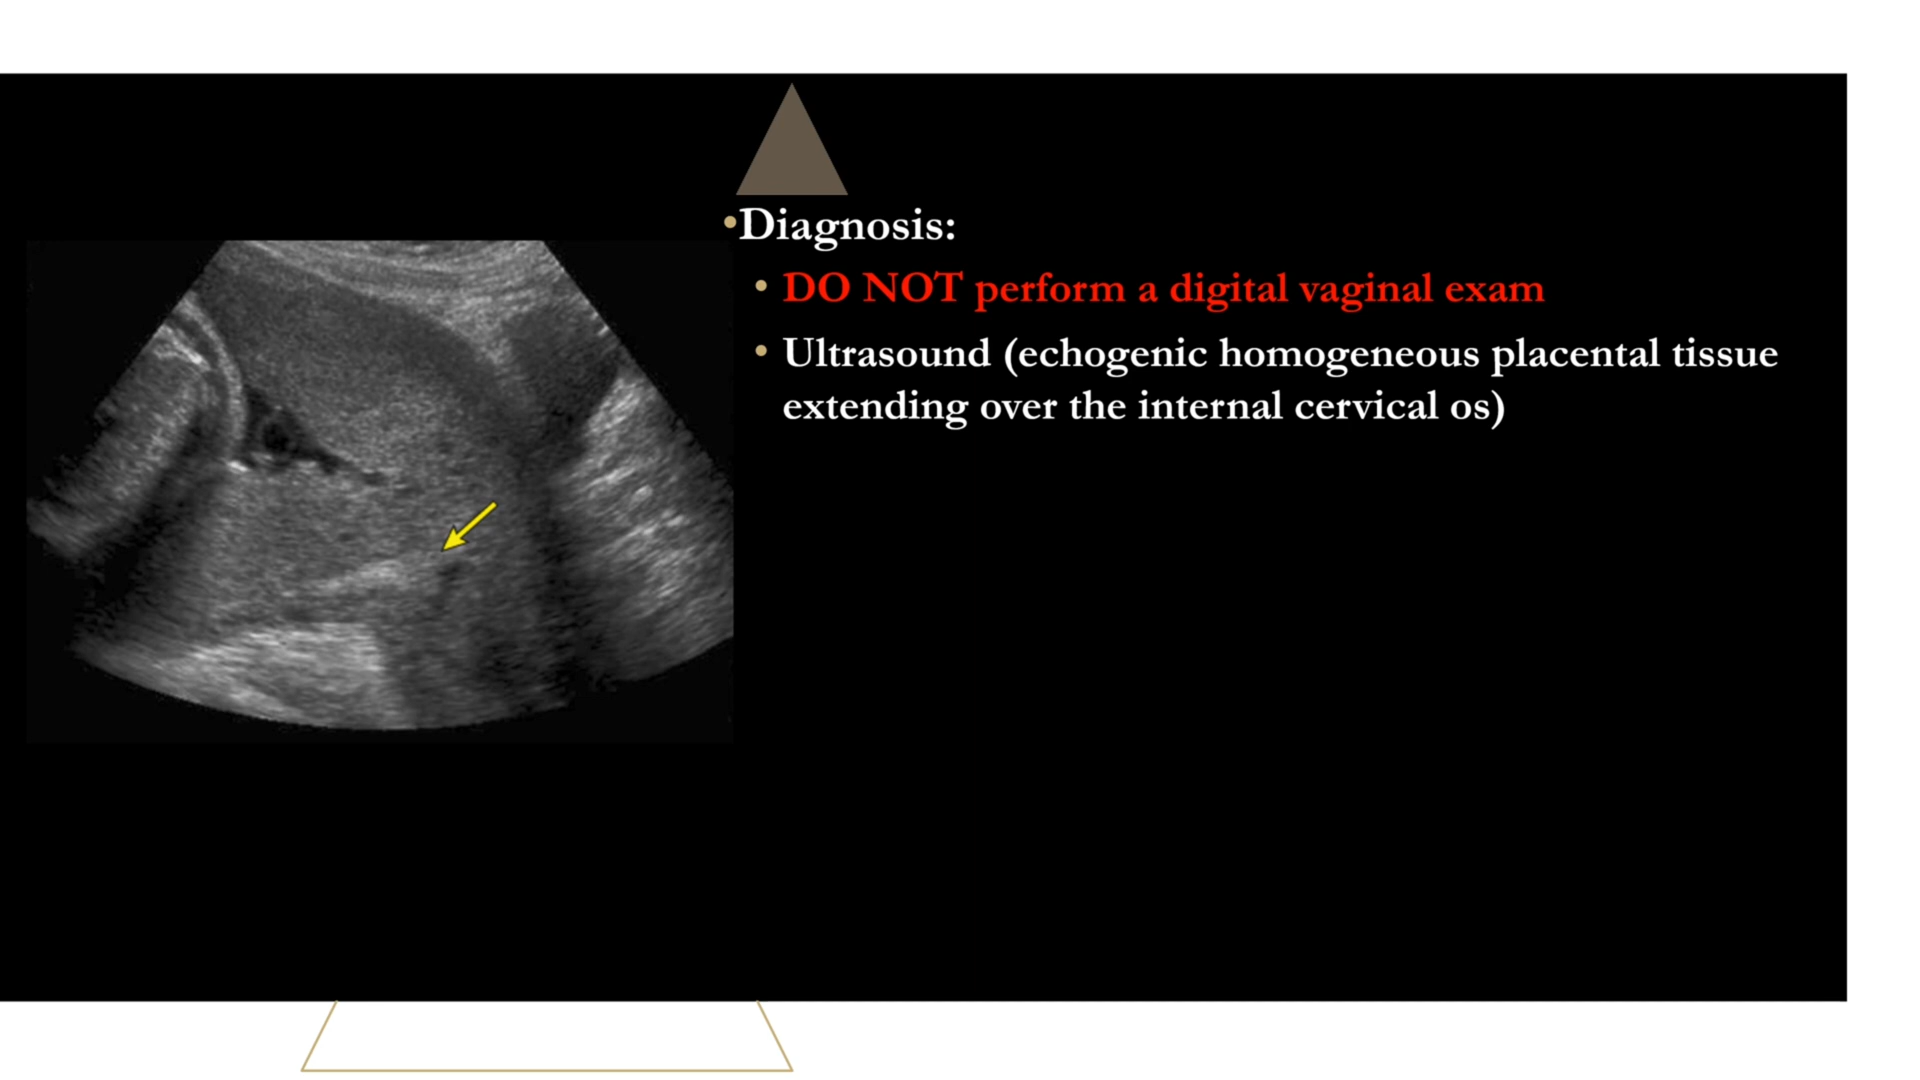 •Diagnosis:
• DO NOT perform a digital vaginal exam
• Ultrasound (echogenic homogeneous placental tissue
extending over the internal cervical os)